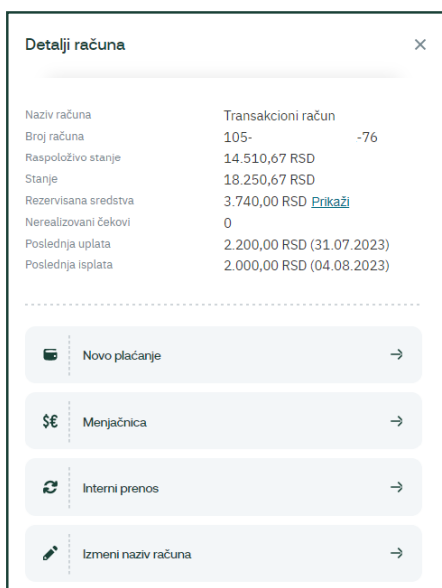 Detalji računa
Naziv računa Transakcioni račun
Broj računa 105- -76
Raspoloživo stanje 14.510,67 RSD
Stanje 18.250,67 RSD
Rezervisana sredstva 3.740,00 RSD Prikaži
Nerealizovani čekovi 0
Poslednja uplata 2.200,00 RSD (31.07.2023)
Poslednja isplata 2.000,00 RSD (04.08.2023)
Novo plaćanje
$€ Menjačnica
Interni prenos
Izmeni naziv računa